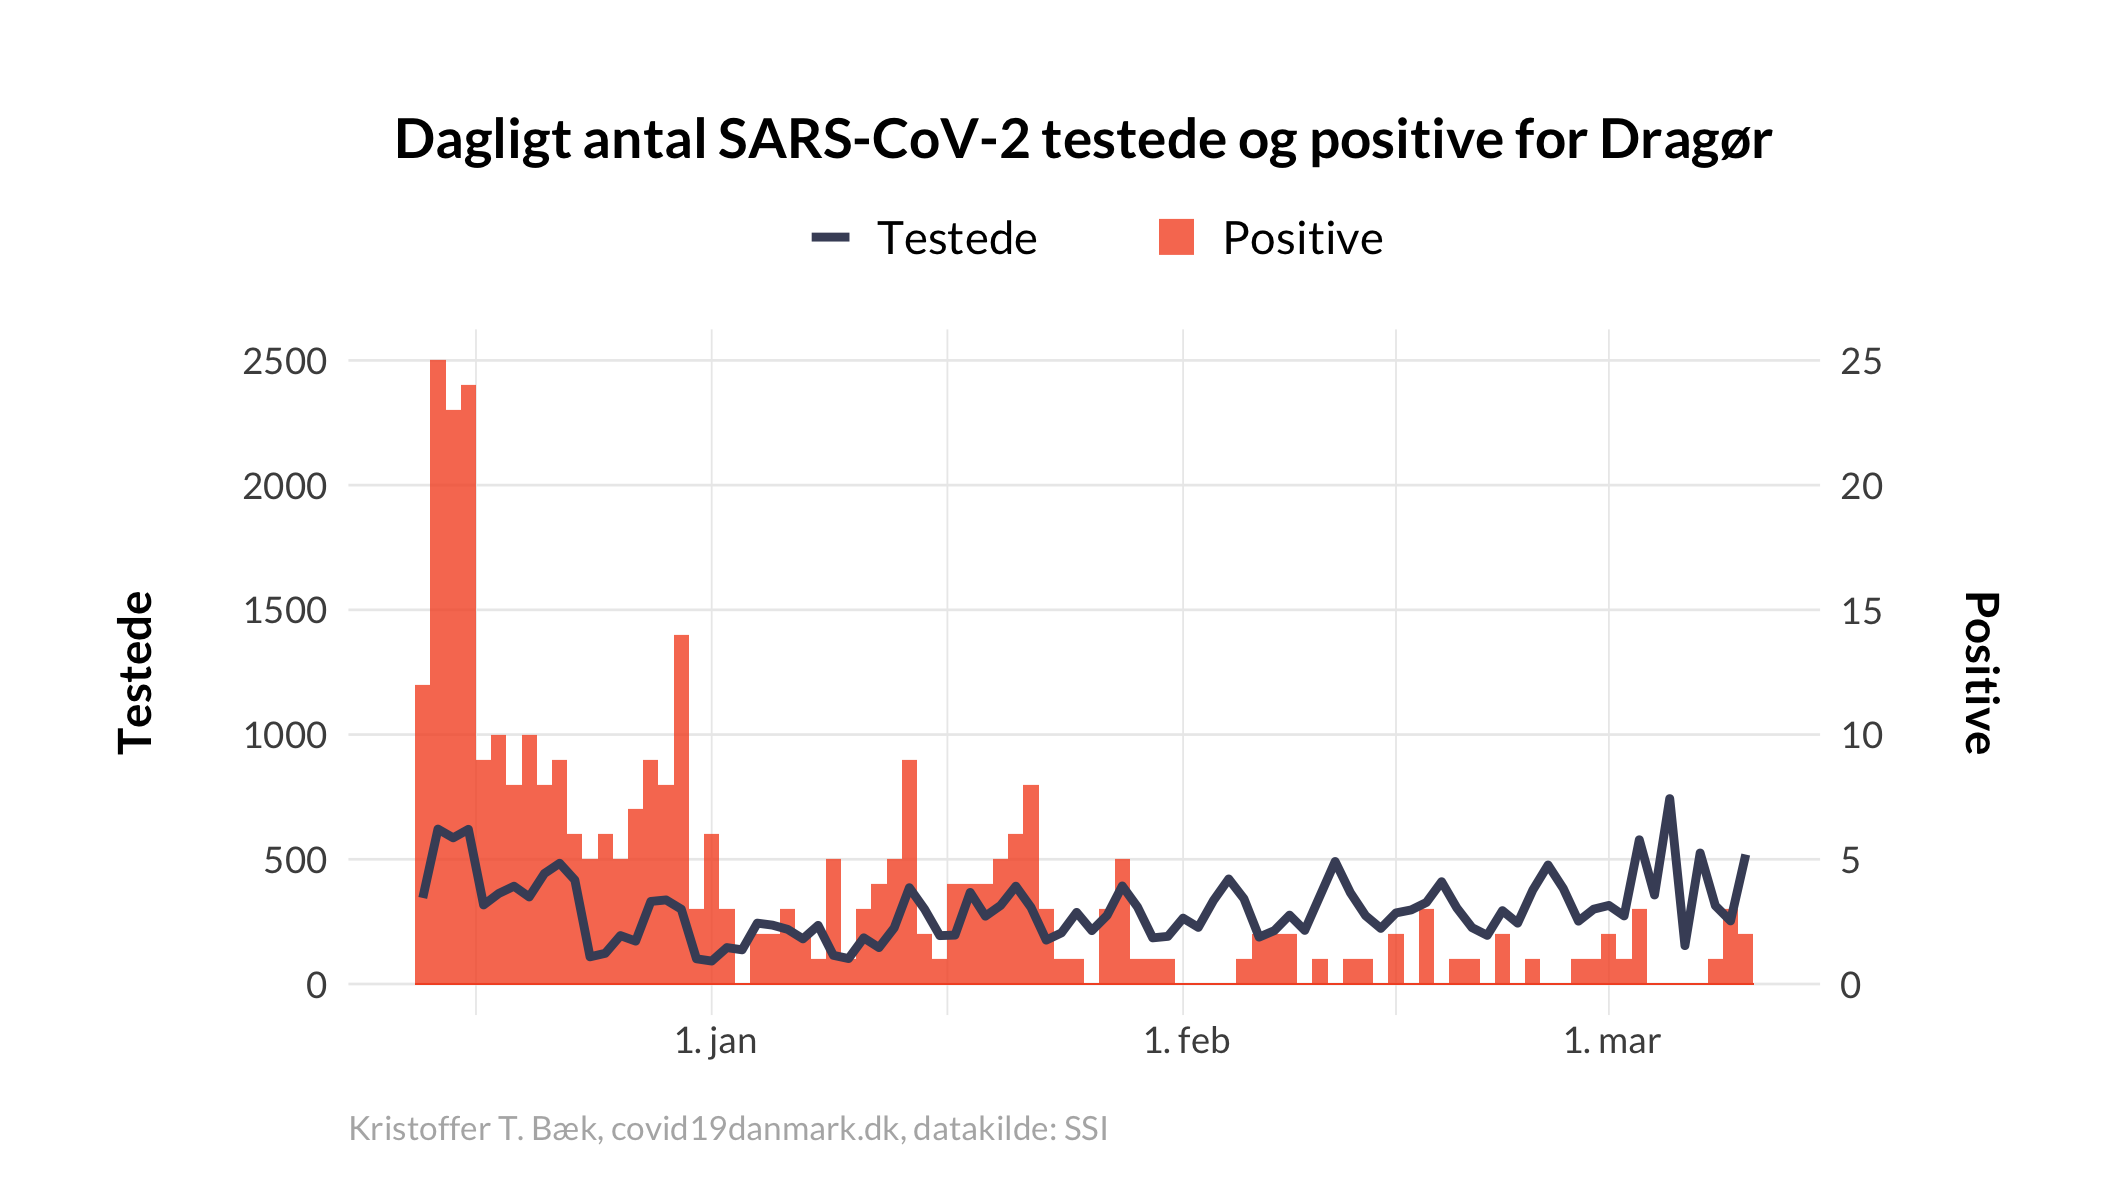 Dagligt antal SARS-CoV-2 testede og positive for Dragør
Testede
Positive
2500
2000
1500
1000
500
0
25
20
15
10
5
0
Testede
Positive
1. jan
1. feb
1. mar
Kristoffer T. Bæk, covid19danmark.dk, datakilde: SSI